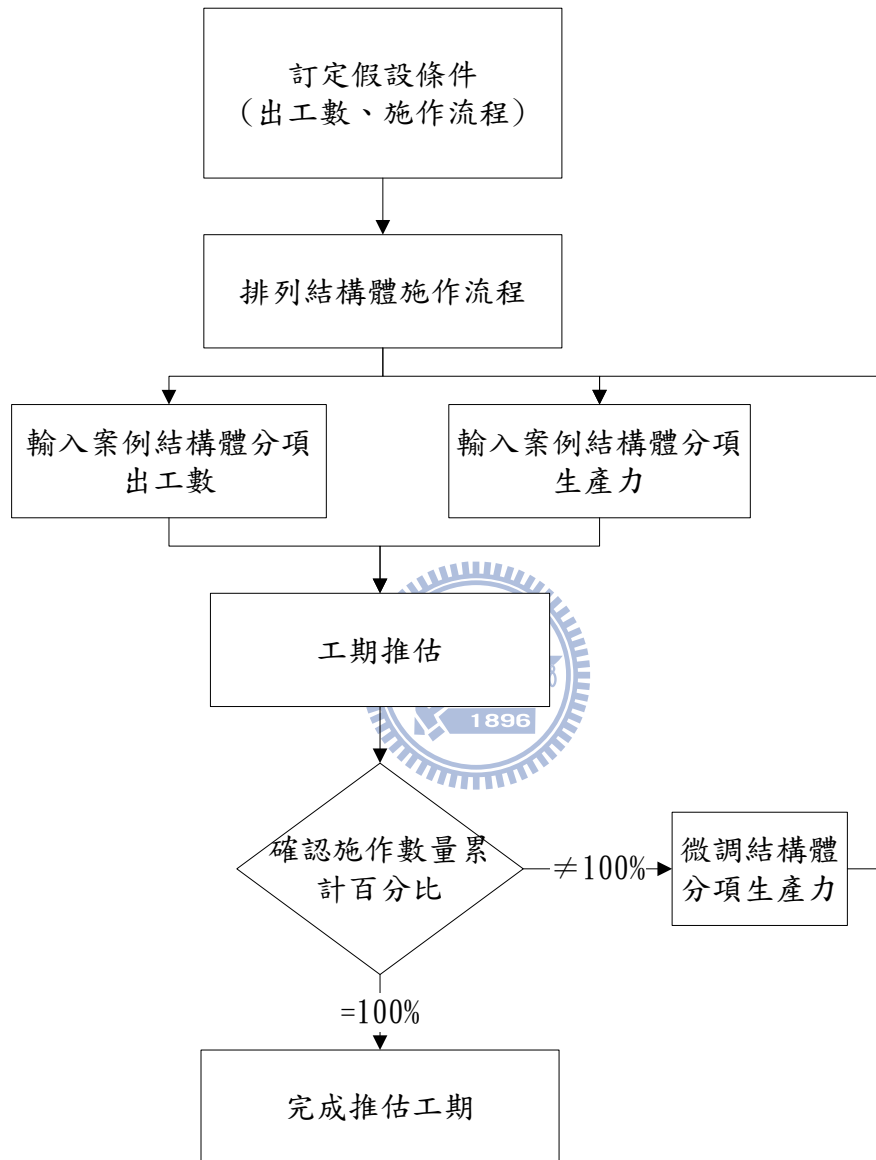 訂定假設條件
（出工數、施作流程）
排列結構體施作流程
輸入案例結構體分項
出工數
輸入案例結構體分項
生產力
工期推估
1896
確認施作數量累
計百分比
≠100%
微調結構體
分項生產力
=100%
完成推估工期